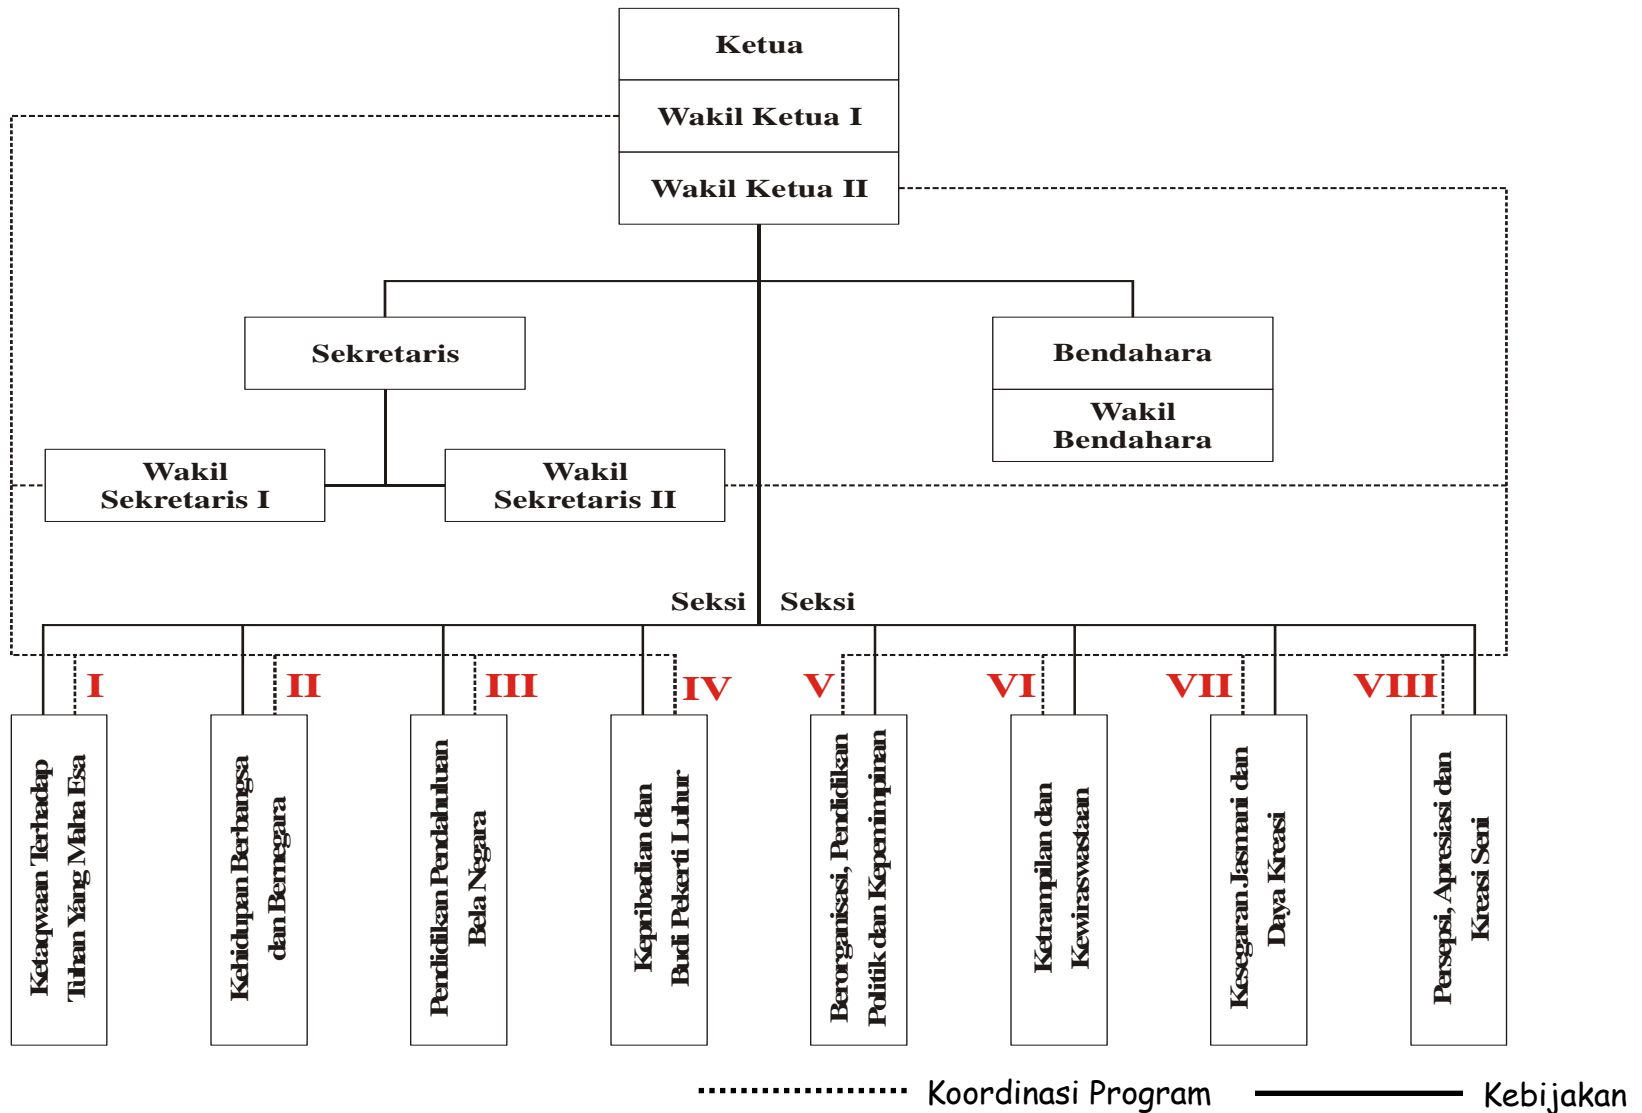 Ketua
Wakil Ketua I
Wakil Ketua II
Sekretaris
Bendahara
Wakil
Bendahara
Wakil
Sekretaris I
Wakil
Sekretaris II
Seksi
Seksi
I
II
III
IV
V
VI
VII
VIII
Ketaqwaan Terhadap
Tuhan Yang Maha Esa
Kehidupan Berbangsa
dan Bernegara
Pendidikan Pendahuluan
Bela Negara
Kepribadian dan
Budi Pekerti Luhur
Berorganisasi, Pendidikan
Politik dan Kepemimpinan
Ketrampilan dan
Kewiraswastaan
Kesegaran Jasmani dan
Daya Kreasi
Persepsi, Apresiasi dan
Kreasi Seni
Koordinasi Program
Kebijakan